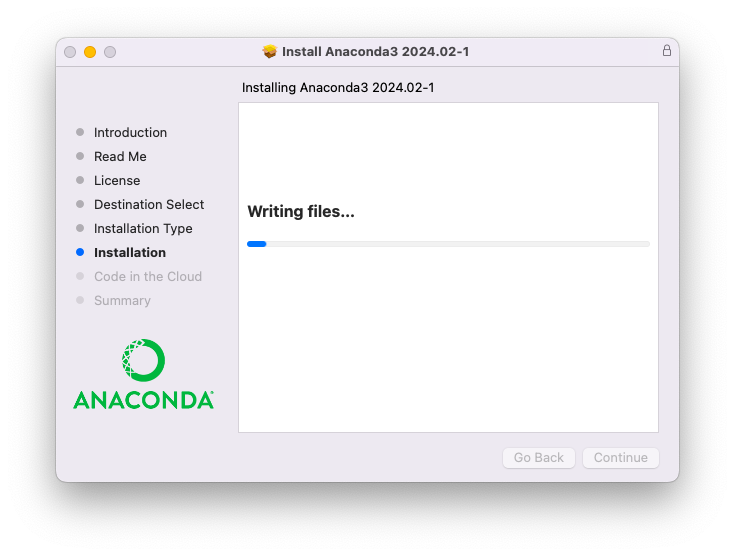 Install Anaconda3 2024.02-1
Installing Anaconda3 2024.02-1
Introduction
Read Me
License
Destination Select
Installation Type
Installation
Code in the Cloud
Summary
Writing files...
ANACONDA
Go Back
Continue